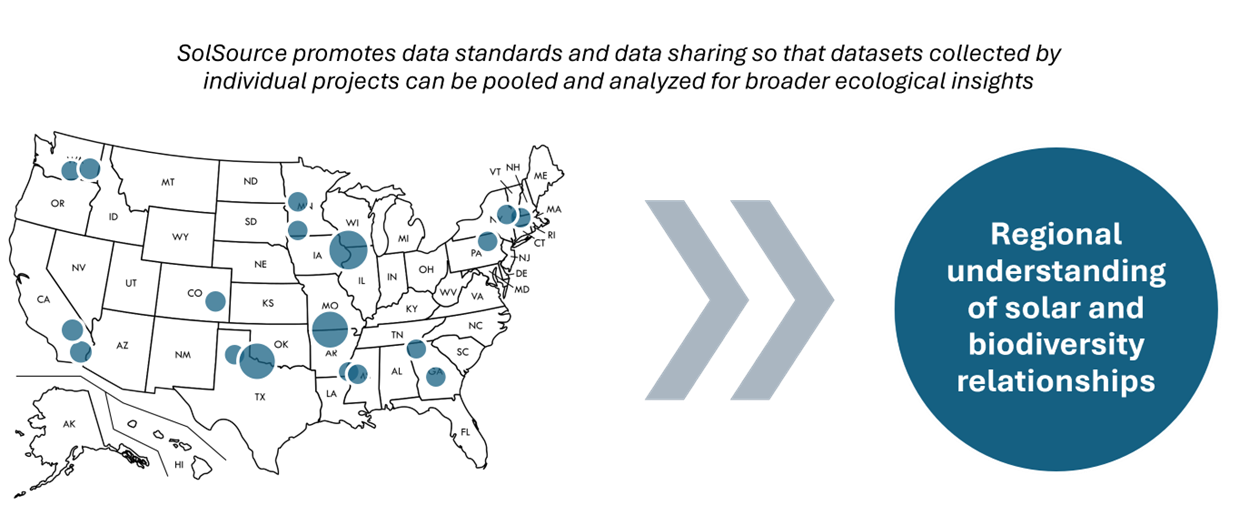 SolSource promotes data standards and data sharing so that datasets collected by
individual projects can be pooled and analyzed for broader ecological insights
VT
NH
ME
MT
ND
OR
ID
SD
WI
MA
WY
MI
RI
CT
IA
PA
NJ
NE
OH
DE
NV
UT
IL
IN
MD
CO
WV
VA
CA
KS
MO
KY
NC
AZ
NM
OK
AR
TN
SC
AL
GA
LA
TX
AK
FL
HI
Regional
understanding
of solar and
biodiversity
relationships